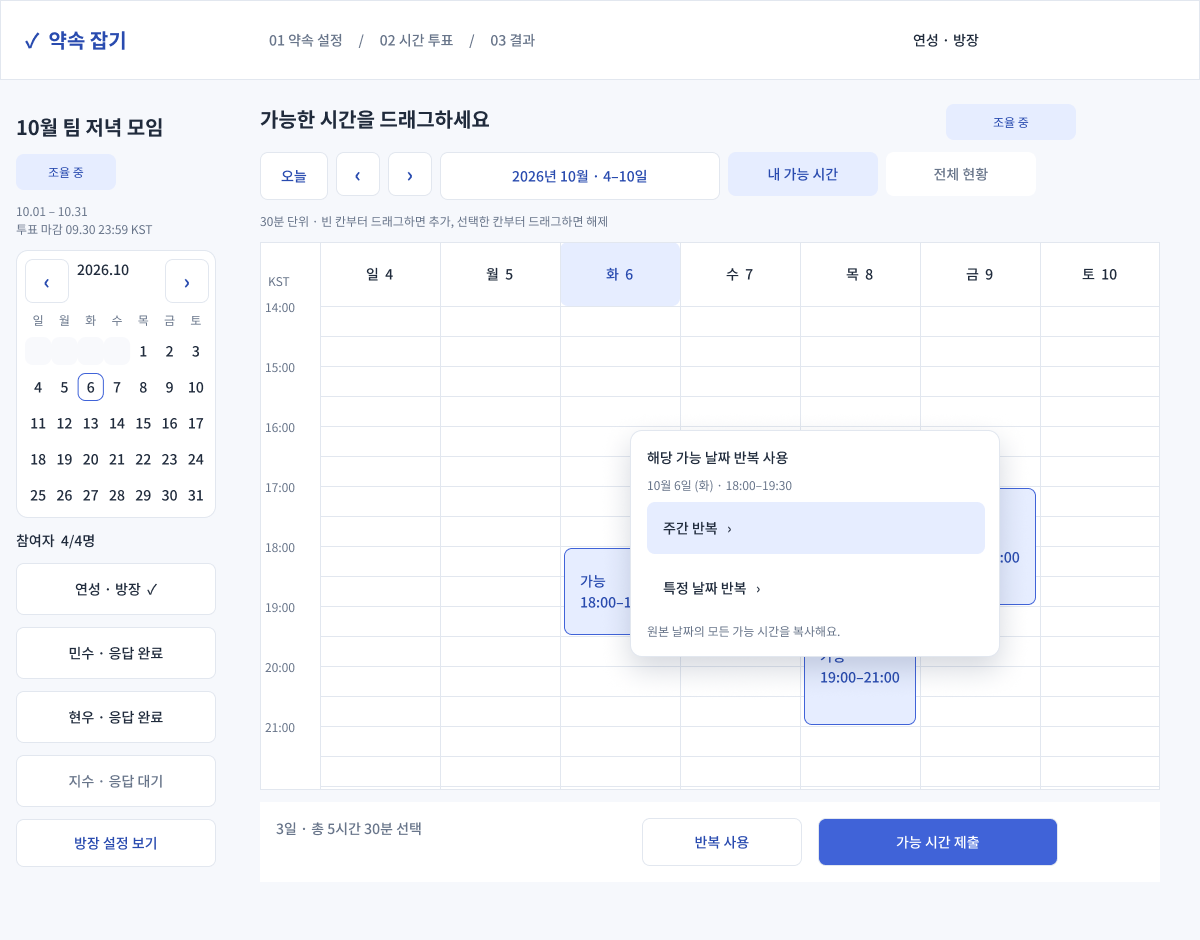 ✓ 약속 잡기
01 약속 설정 / 02 시간 투표 / 03 결과
연성 · 방장
10월 팀 저녁 모임
조율 중
10.01 – 10.31
투표 마감 09.30 23:59 KST
‹ 2026.10 ›
일 월 화 수 목 금 토
1 2 3
4 5 6 7 8 9 10
11 12 13 14 15 16 17
18 19 20 21 22 23 24
25 26 27 28 29 30 31
참여자 4/4명
연성 · 방장 ✓
민수 · 응답 완료
현우 · 응답 완료
지수 · 응답 대기
방장 설정 보기
가능한 시간을 드래그하세요
조율 중
오늘 ‹ › 2026년 10월 · 4–10일 내 가능 시간 전체 현황
30분 단위 · 빈 칸부터 드래그하면 추가, 선택한 칸부터 드래그하면 해제
KST 일 4 월 5 화 6 수 7 목 8 금 9 토 10
14:00
15:00
16:00
17:00
18:00
19:00
20:00
21:00
가능
18:00–1
:00
가능
19:00–21:00
해당 가능 날짜 반복 사용
10월 6일 (화) · 18:00–19:30
주간 반복 ›
특정 날짜 반복 ›
원본 날짜의 모든 가능 시간을 복사해요.
3일 · 총 5시간 30분 선택
반복 사용
가능 시간 제출